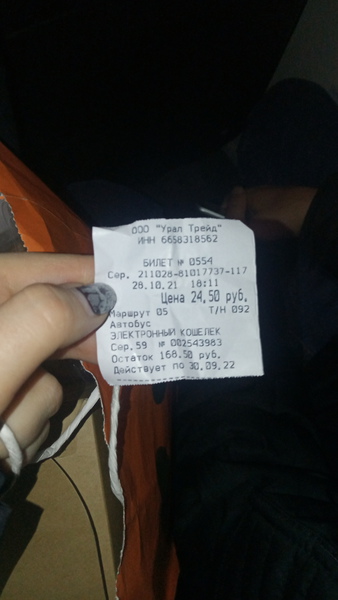 ООО "Урал Трейд"
ИНН 6658318562
БИЛЕТ № 0554
Сер. 211028-81017737-117
28.10.21 18:11
Цена 24,50 руб.
Маршрут 05 Т/Н 092
Автобус
ЭЛЕКТРОННЫЙ КОШЕЛЕК
Сер.59 № 002543983
Остаток 168.50 руб.
Действует по 30.09.22